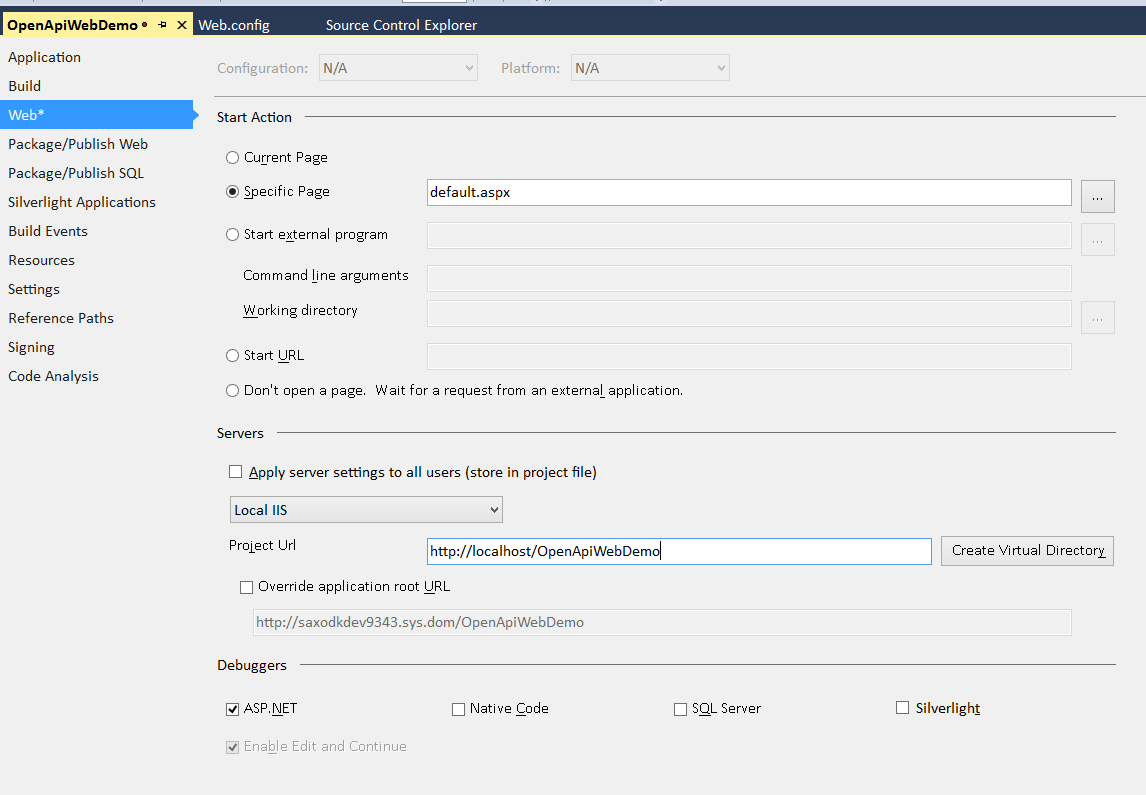 OpenApiWebDemo Web.config Source Control Explorer
Application
Build
Web*
Package/Publish Web
Package/Publish SQL
Silverlight Applications
Build Events
Resources
Settings
Reference Paths
Signing
Code Analysis
Configuration: N/A Platform: N/A
Start Action
Current Page
Specific Page default.aspx ...
Start external program ...
Command line arguments
Working directory ...
Start URL
Don't open a page. Wait for a request from an external application.
Servers
Apply server settings to all users (store in project file)
Local IIS
Project Url http://localhost/OpenApiWebDemo Create Virtual Directory
Override application root URL
http://saxodkdev9343.sys.dom/OpenApiWebDemo
Debuggers
ASP.NET Native Code SQL Server Silverlight
Enable Edit and Continue